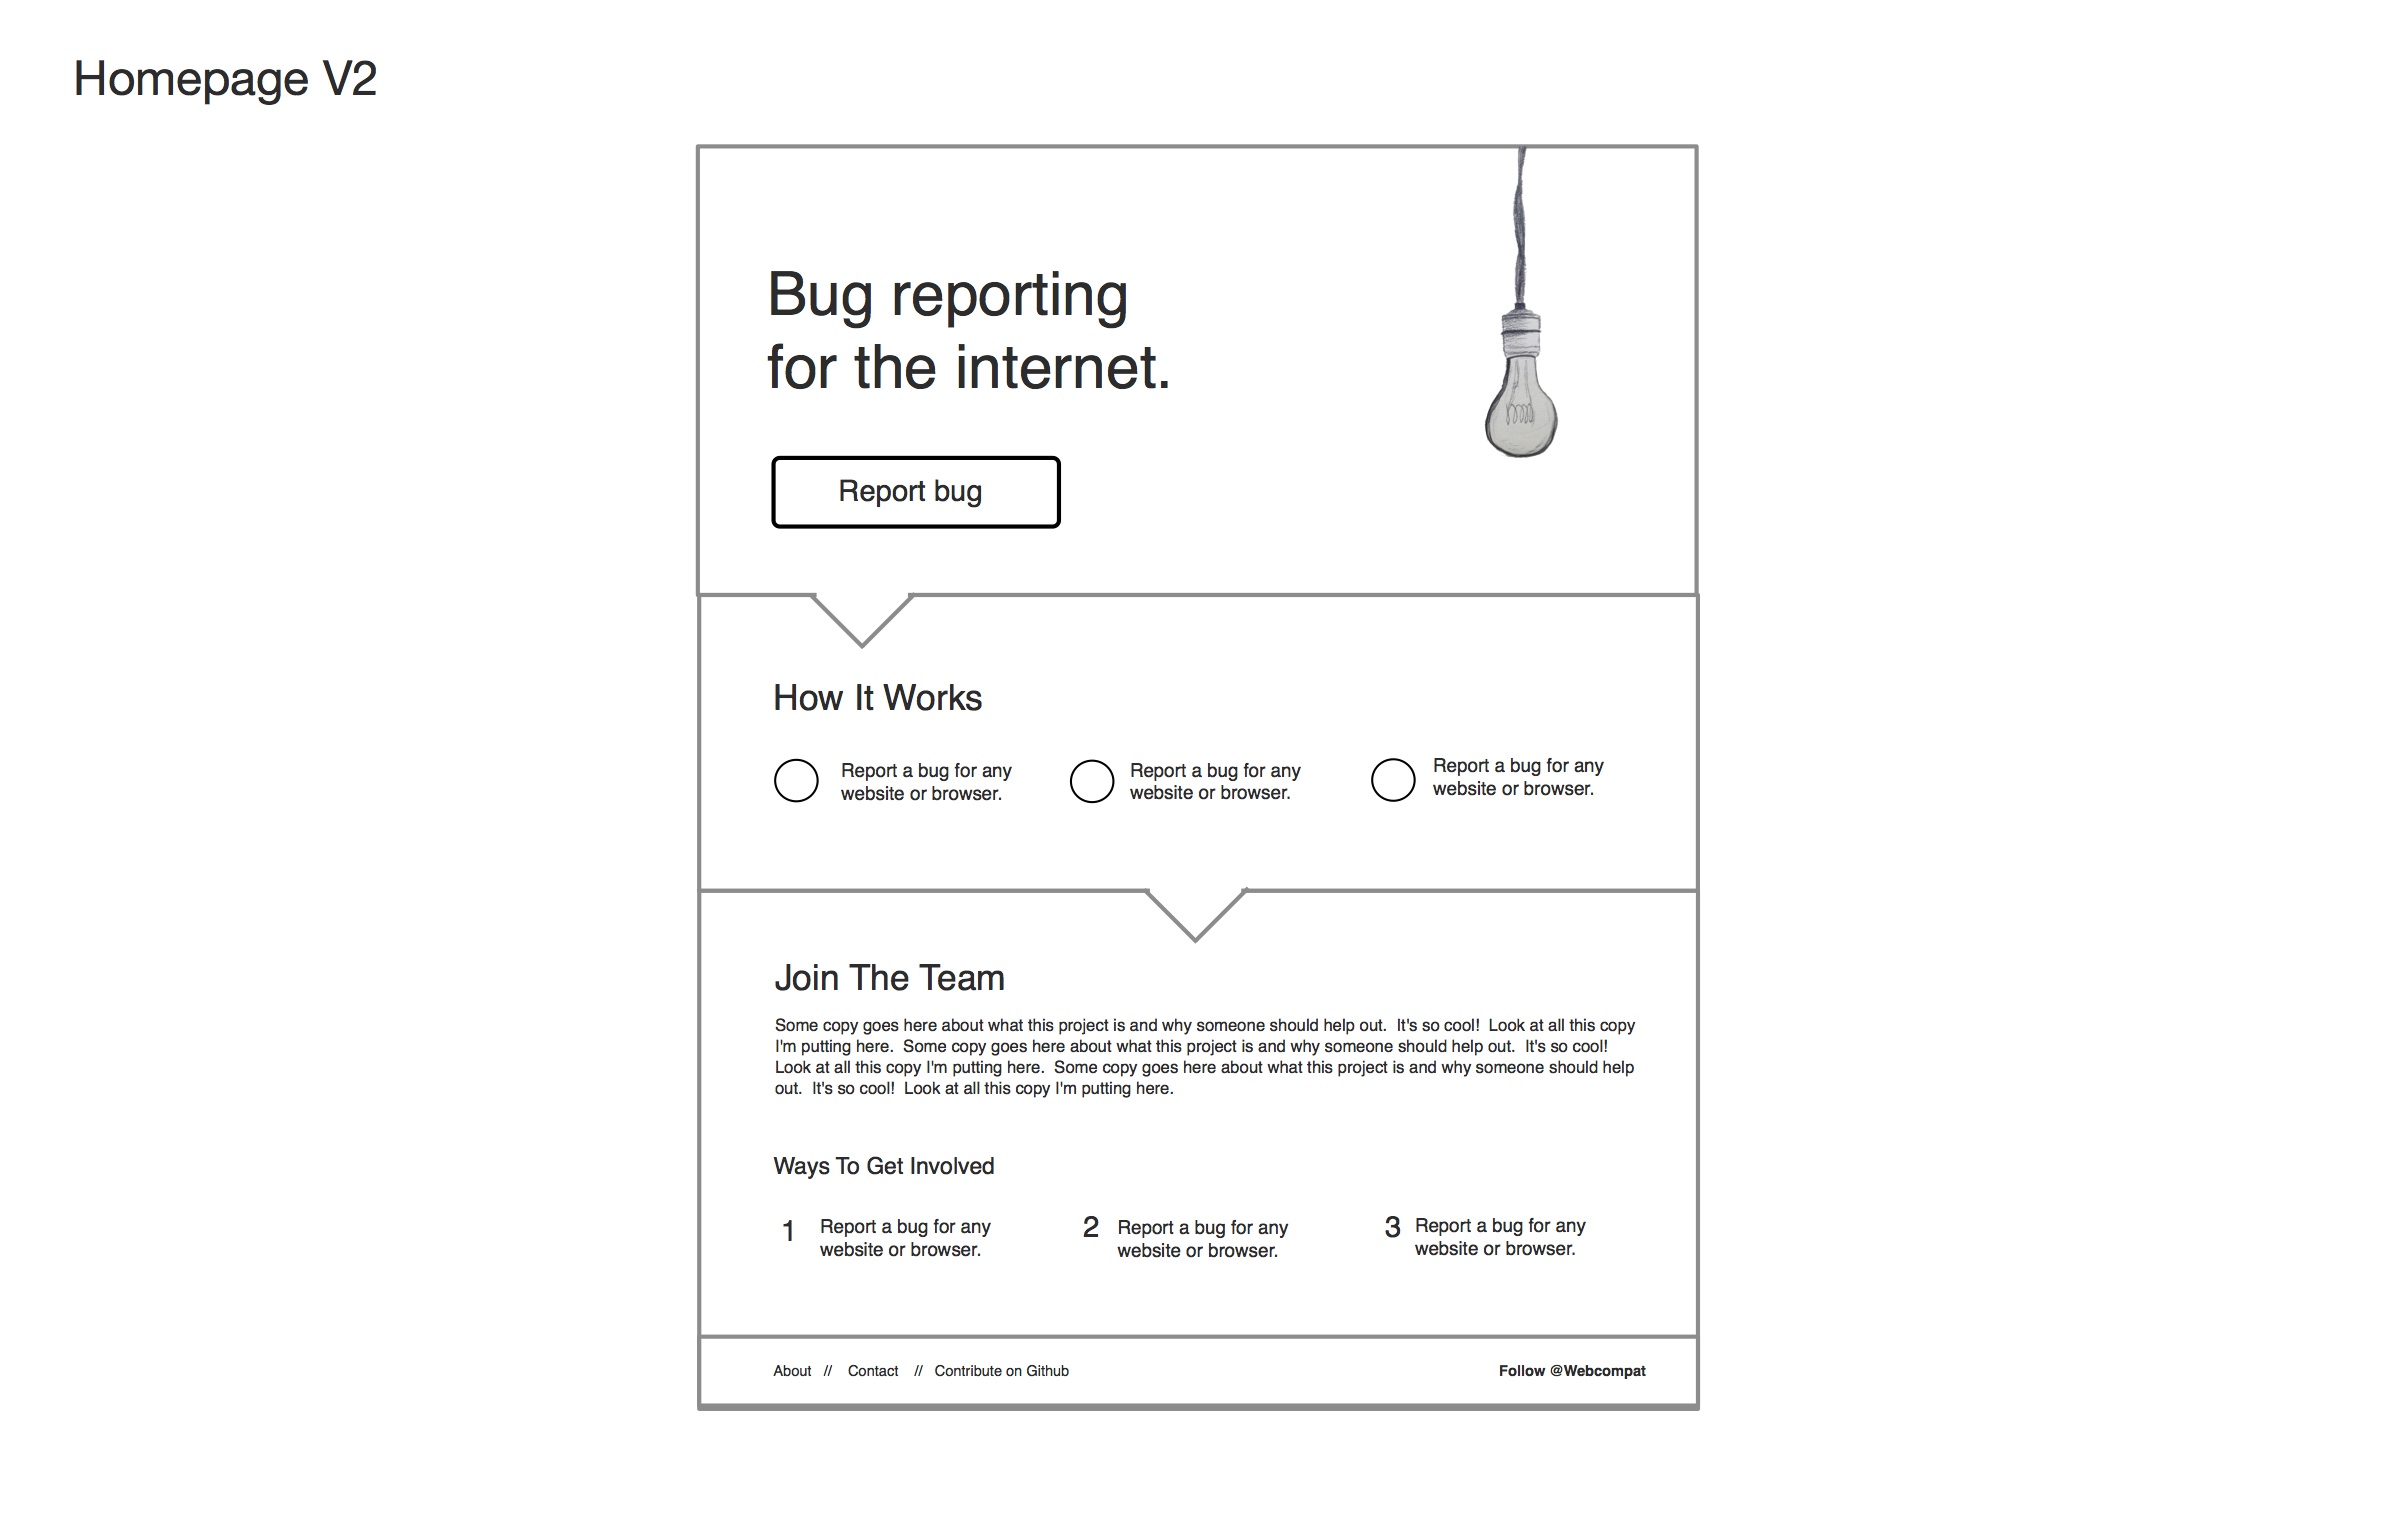 Homepage V2
Bug reporting
for the internet.
Report bug
How It Works
Report a bug for any
website or browser.
Report a bug for any
website or browser.
Report a bug for any
website or browser.
Join The Team
Some copy goes here about what this project is and why someone should help out.  It's so cool!  Look at all this copy
I'm putting here.  Some copy goes here about what this project is and why someone should help out.  It's so cool!
Look at all this copy I'm putting here.  Some copy goes here about what this project is and why someone should help
out.  It's so cool!  Look at all this copy I'm putting here.
Ways To Get Involved
1 Report a bug for any
website or browser.
2 Report a bug for any
website or browser.
3 Report a bug for any
website or browser.
About // Contact // Contribute on Github
Follow @Webcompat